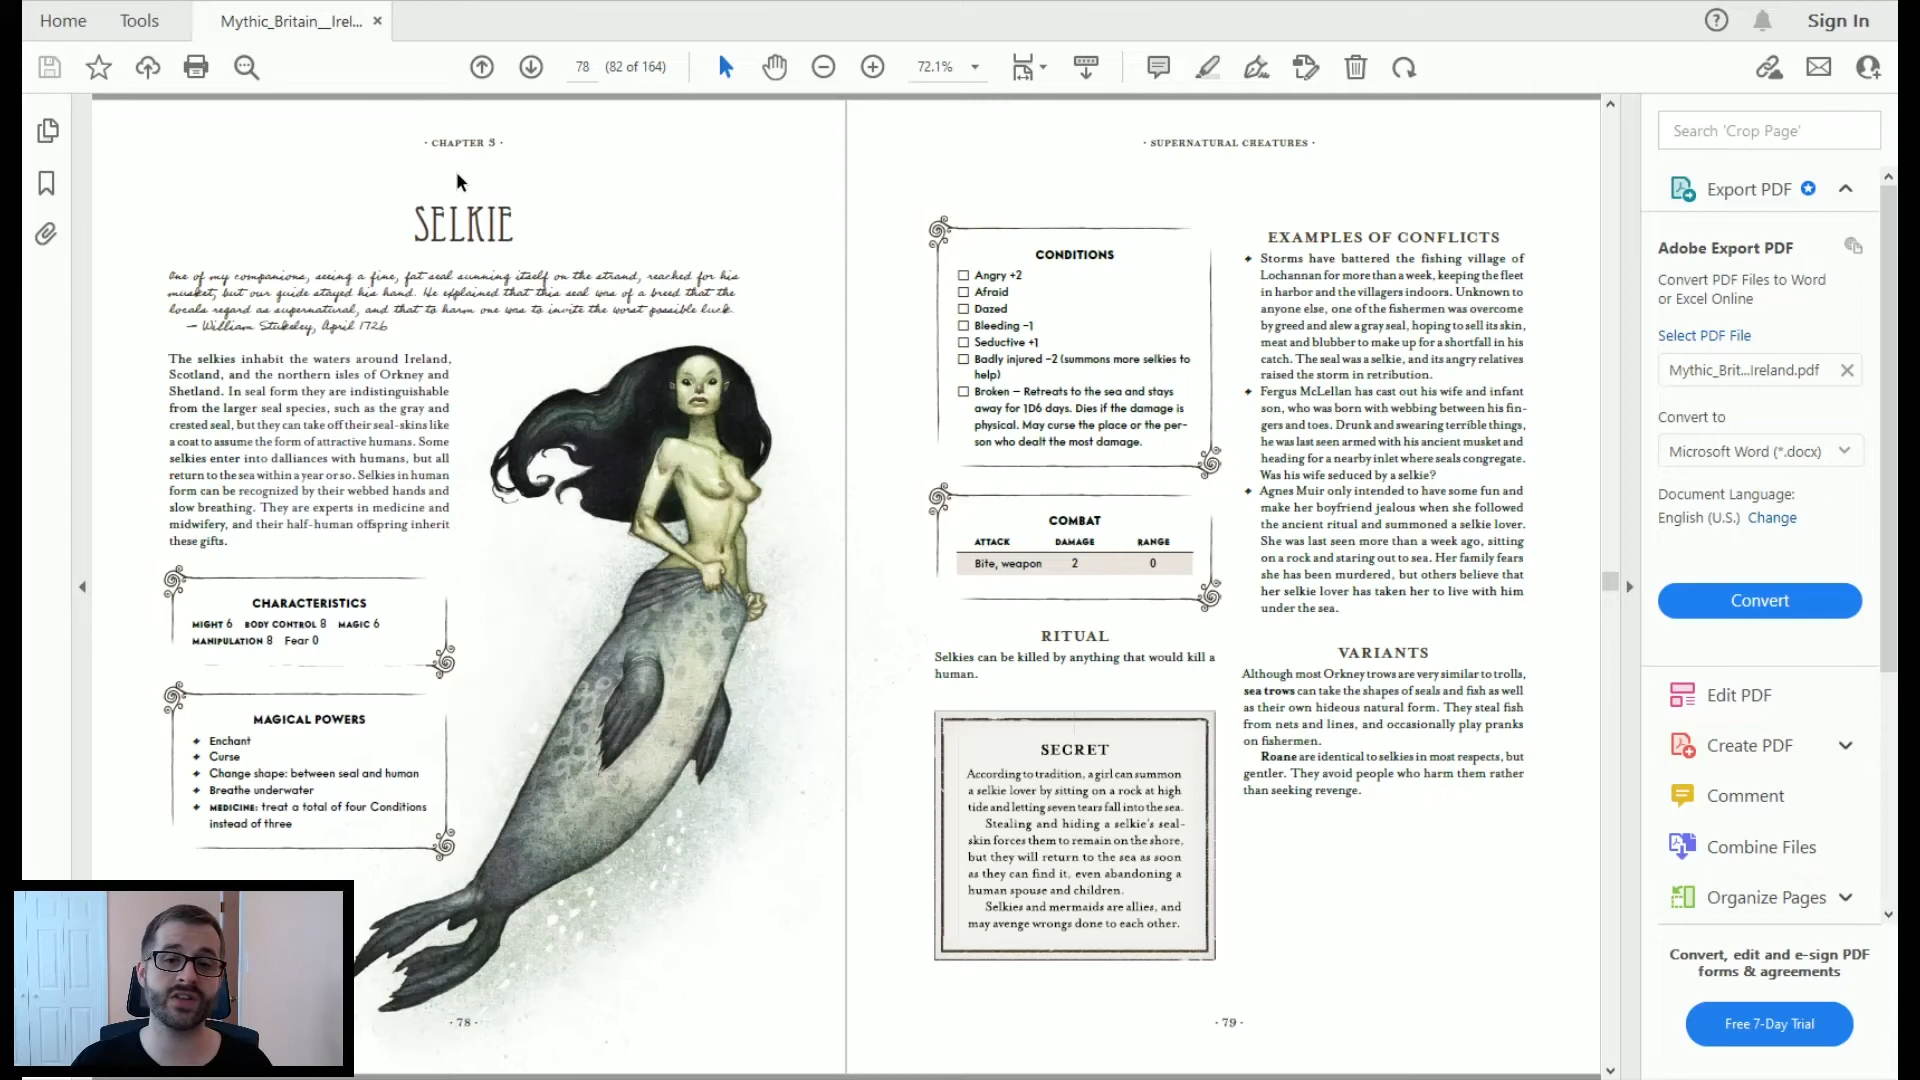 Home
Tools
Mythic_Britain__Irel...
Sign In
78 (82 of 164)
72.1%
· CHAPTER 3 ·
SELKIE
One of my companions, seeing a fine, fat seal sunning itself on the strand, reached for his
musket, but our guide stayed his hand. He explained that this seal was of a breed that the
locals regard as supernatural, and that to harm one was to invite the worst possible luck.
— William Stukeley, April 1726
The selkies inhabit the waters around Ireland,
Scotland, and the northern isles of Orkney and
Shetland. In seal form they are indistinguishable
from the larger seal species, such as the gray and
crested seal, but they can take off their seal-skins like
a coat to assume the form of attractive humans. Some
selkies enter into dalliances with humans, but all
return to the sea within a year or so. Selkies in human
form can be recognized by their webbed hands and
slow breathing. They are experts in medicine and
midwifery, and their half-human offspring inherit
these gifts.
CHARACTERISTICS
MIGHT 6 BODY CONTROL 8 MAGIC 6
MANIPULATION 8 Fear 0
MAGICAL POWERS
Enchant
Curse
Change shape: between seal and human
Breathe underwater
MEDICINE: treat a total of four Conditions
instead of three
· 78 ·
· SUPERNATURAL CREATURES ·
CONDITIONS
Angry +2
Afraid
Dazed
Bleeding −1
Seductive +1
Badly injured −2 (summons more selkies to
help)
Broken – Retreats to the sea and stays
away for 1D6 days. Dies if the damage is
physical. May curse the place or the per-
son who dealt the most damage.
COMBAT
ATTACK DAMAGE RANGE
Bite, weapon 2 0
RITUAL
Selkies can be killed by anything that would kill a
human.
SECRET
According to tradition, a girl can summon
a selkie lover by sitting on a rock at high
tide and letting seven tears fall into the sea.
Stealing and hiding a selkie's seal-
skin forces them to remain on the shore,
but they will return to the sea as soon
as they can find it, even abandoning a
human spouse and children.
Selkies and mermaids are allies, and
may avenge wrongs done to each other.
EXAMPLES OF CONFLICTS
Storms have battered the fishing village of
Lochannan for more than a week, keeping the fleet
in harbor and the villagers indoors. Unknown to
anyone else, one of the fishermen was overcome
by greed and slew a gray seal, hoping to sell its skin,
meat and blubber to make up for a shortfall in his
catch. The seal was a selkie, and its angry relatives
raised the storm in retribution.
Fergus McLellan has cast out his wife and infant
son, who was born with webbing between his fin-
gers and toes. Drunk and swearing terrible things,
he was last seen armed with his ancient musket and
heading for a nearby inlet where seals congregate.
Was his wife seduced by a selkie?
Agnes Muir only intended to have some fun and
make her boyfriend jealous when she followed
the ancient ritual and summoned a selkie lover.
She was last seen more than a week ago, sitting
on a rock and staring out to sea. Her family fears
she has been murdered, but others believe that
her selkie lover has taken her to live with him
under the sea.
VARIANTS
Although most Orkney trows are very similar to trolls,
sea trows can take the shapes of seals and fish as well
as their own hideous natural form. They steal fish
from nets and lines, and occasionally play pranks
on fishermen.
Roane are identical to selkies in most respects, but
gentler. They avoid people who harm them rather
than seeking revenge.
· 79 ·
Search 'Crop Page'
Export PDF
Adobe Export PDF
Convert PDF Files to Word
or Excel Online
Select PDF File
Mythic_Brit...Ireland.pdf
Convert to
Microsoft Word (*.docx)
Document Language:
English (U.S.) Change
Convert
Edit PDF
Create PDF
Comment
Combine Files
Organize Pages
Convert, edit and e-sign PDF
forms & agreements
Free 7-Day Trial